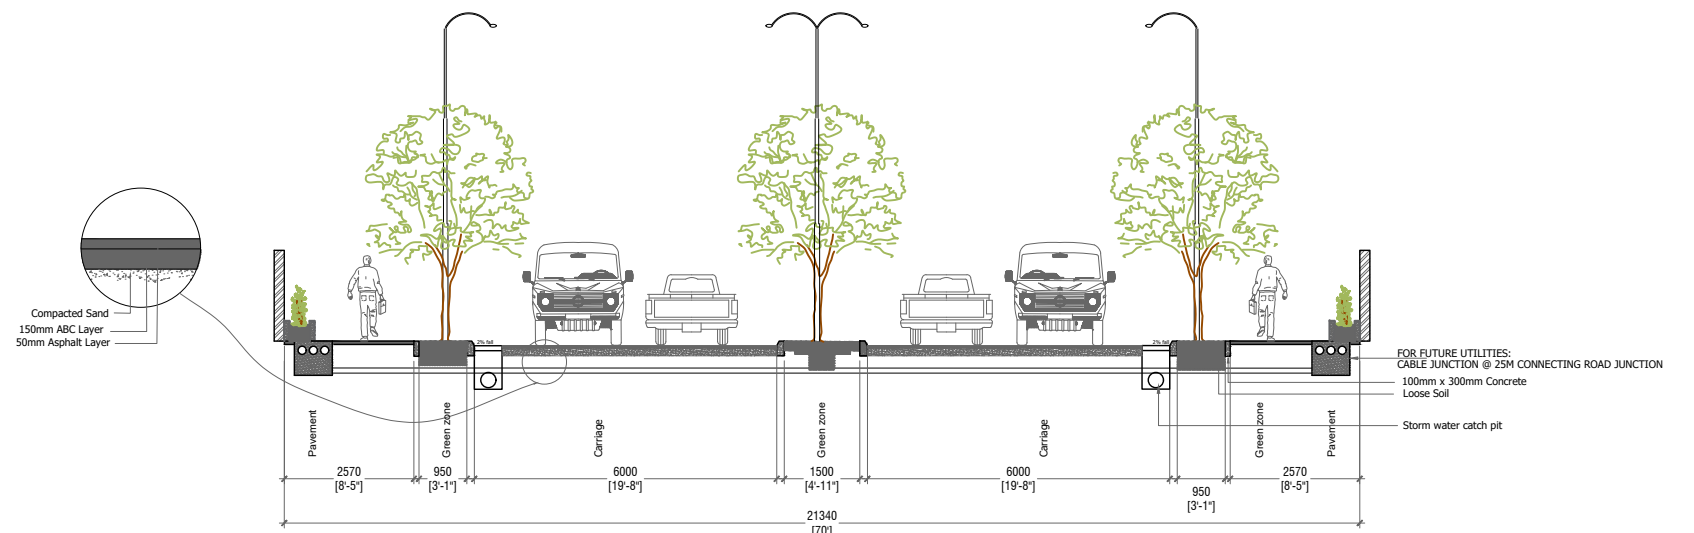 Compacted Sand
150mm ABC Layer
50mm Asphalt Layer
2% fall
2% fall
FOR FUTURE UTILITIES:
CABLE JUNCTION @ 25M CONNECTING ROAD JUNCTION
100mm x 300mm Concrete
Loose Soil
Storm water catch pit
Pavement
Green zone
Carriage
Green zone
Carriage
Green zone
Pavement
2570
[8'-5"]
950
[3'-1"]
6000
[19'-8"]
1500
[4'-11"]
6000
[19'-8"]
950
[3'-1"]
2570
[8'-5"]
21340
[70']